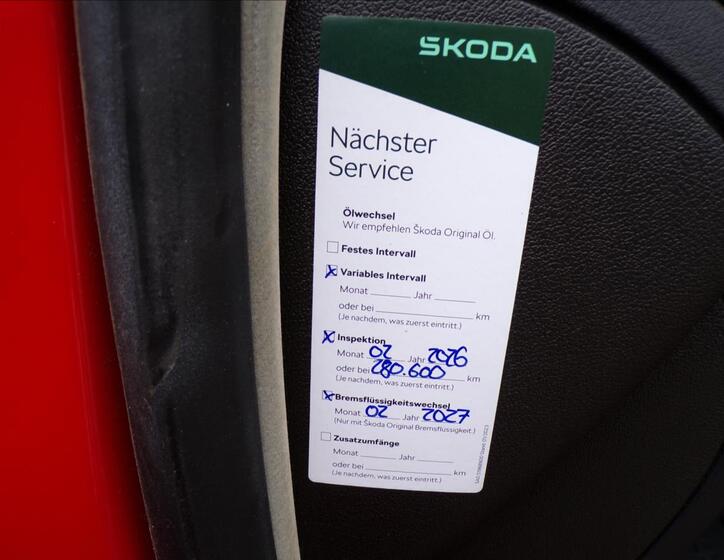 ŠKODA
Nächster
Service
Ölwechsel
Wir empfehlen Škoda Original Öl.
Festes Intervall
Variables Intervall
Monat Jahr
oder bei km
(Je nachdem, was zuerst eintritt.)
Inspektion
Monat 02 Jahr 2026
oder bei 280.600 km
(Je nachdem, was zuerst eintritt.)
Bremsflüssigkeitswechsel
Monat 02 Jahr 2027
(Nur mit Škoda Original Bremsflüssigkeit.)
Zusatzumfänge
Monat Jahr
oder bei km
(Je nachdem, was zuerst eintritt.)